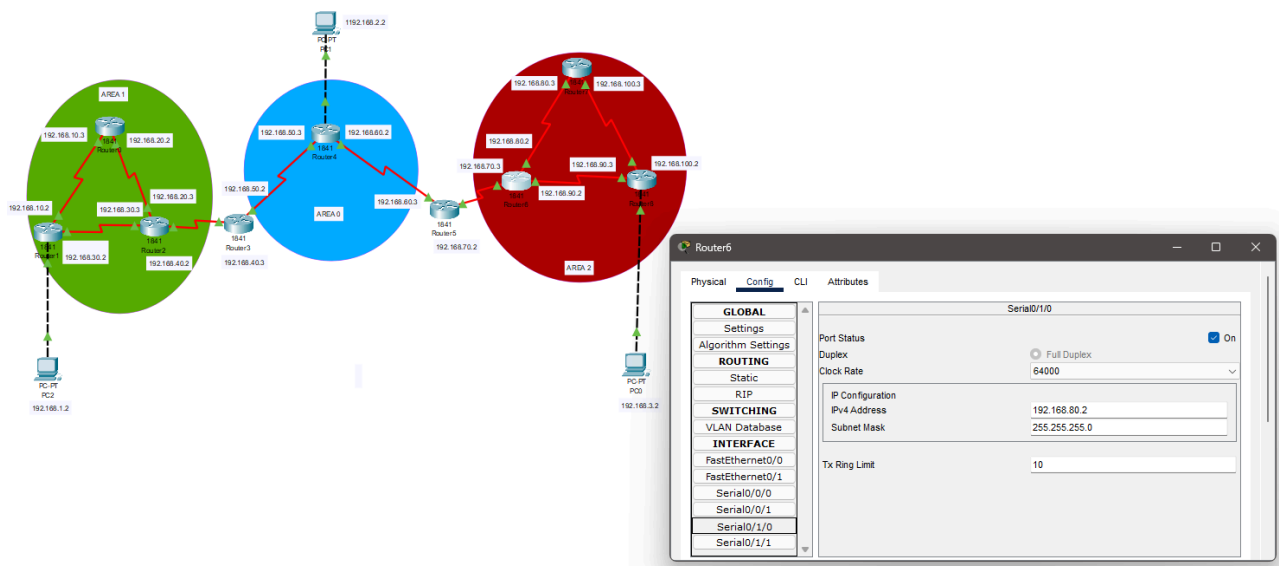 1192.168.2.2
PC-PT
PC1
AREA 1
192.168.10.3
192.168.20.2
1841
192.168.10.2
192.168.30.3
192.168.20.3
1841
Router1
192.168.30.2
1841
Router2
192.168.40.2
PC-PT
PC2
192.168.1.2
192.168.50.3
192.168.60.2
1841
Router4
192.168.50.2
AREA 0
1841
Router3
192.168.40.3
192.168.60.3
1841
Router5
192.168.70.2
192.168.80.3
192.168.100.3
192.168.80.2
192.168.70.3
192.168.90.3
192.168.100.2
1841
192.168.90.2
AREA 2
PC-PT
PC0
192.168.3.2
Router6
Physical Config CLI Attributes
GLOBAL
Settings
Algorithm Settings
ROUTING
Static
RIP
SWITCHING
VLAN Database
INTERFACE
FastEthernet0/0
FastEthernet0/1
Serial0/0/0
Serial0/0/1
Serial0/1/0
Serial0/1/1
Serial0/1/0
Port Status On
Duplex Full Duplex
Clock Rate 64000
IP Configuration
IPv4 Address 192.168.80.2
Subnet Mask 255.255.255.0
Tx Ring Limit 10